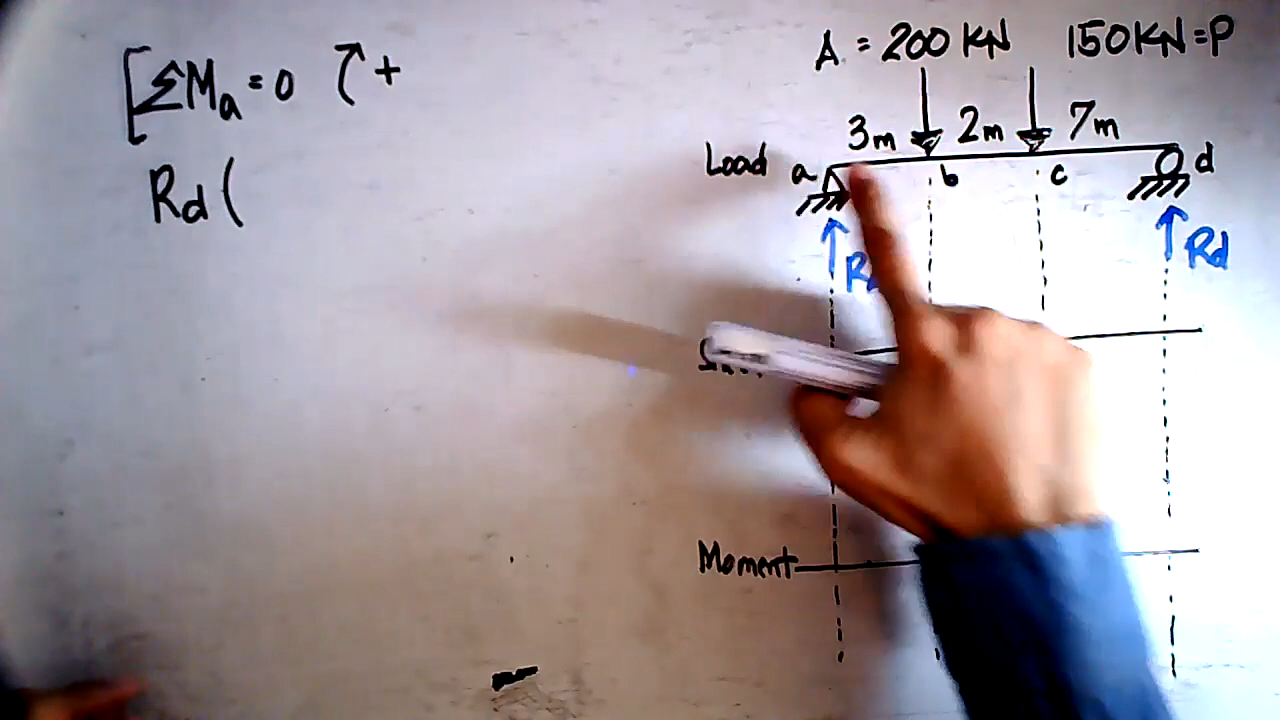 [ΣMa = 0 +
Rd (
A = 200 KN 150 KN = P
3m 2m 7m
Load a b c d
Rd
Moment